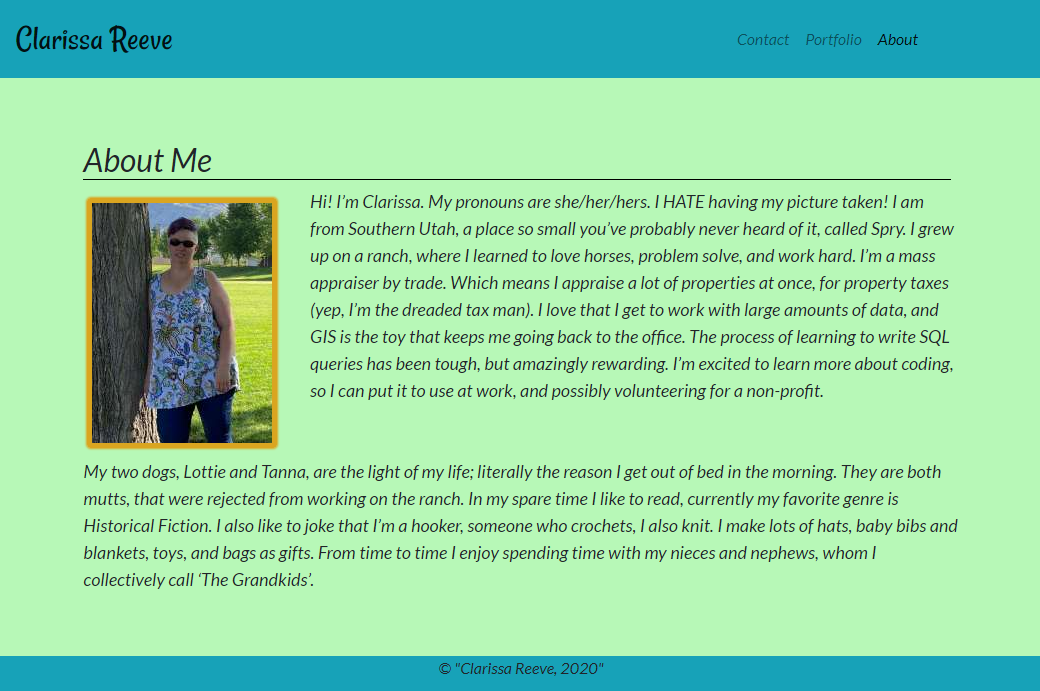 Clarissa Reeve
Contact Portfolio About
About Me
Hi! I’m Clarissa. My pronouns are she/her/hers. I HATE having my picture taken! I am
from Southern Utah, a place so small you’ve probably never heard of it, called Spry. I grew
up on a ranch, where I learned to love horses, problem solve, and work hard. I’m a mass
appraiser by trade. Which means I appraise a lot of properties at once, for property taxes
(yep, I’m the dreaded tax man). I love that I get to work with large amounts of data, and
GIS is the toy that keeps me going back to the office. The process of learning to write SQL
queries has been tough, but amazingly rewarding. I’m excited to learn more about coding,
so I can put it to use at work, and possibly volunteering for a non-profit.
My two dogs, Lottie and Tanna, are the light of my life; literally the reason I get out of bed in the morning. They are both
mutts, that were rejected from working on the ranch. In my spare time I like to read, currently my favorite genre is
Historical Fiction. I also like to joke that I’m a hooker, someone who crochets, I also knit. I make lots of hats, baby bibs and
blankets, toys, and bags as gifts. From time to time I enjoy spending time with my nieces and nephews, whom I
collectively call ‘The Grandkids’.
© "Clarissa Reeve, 2020"